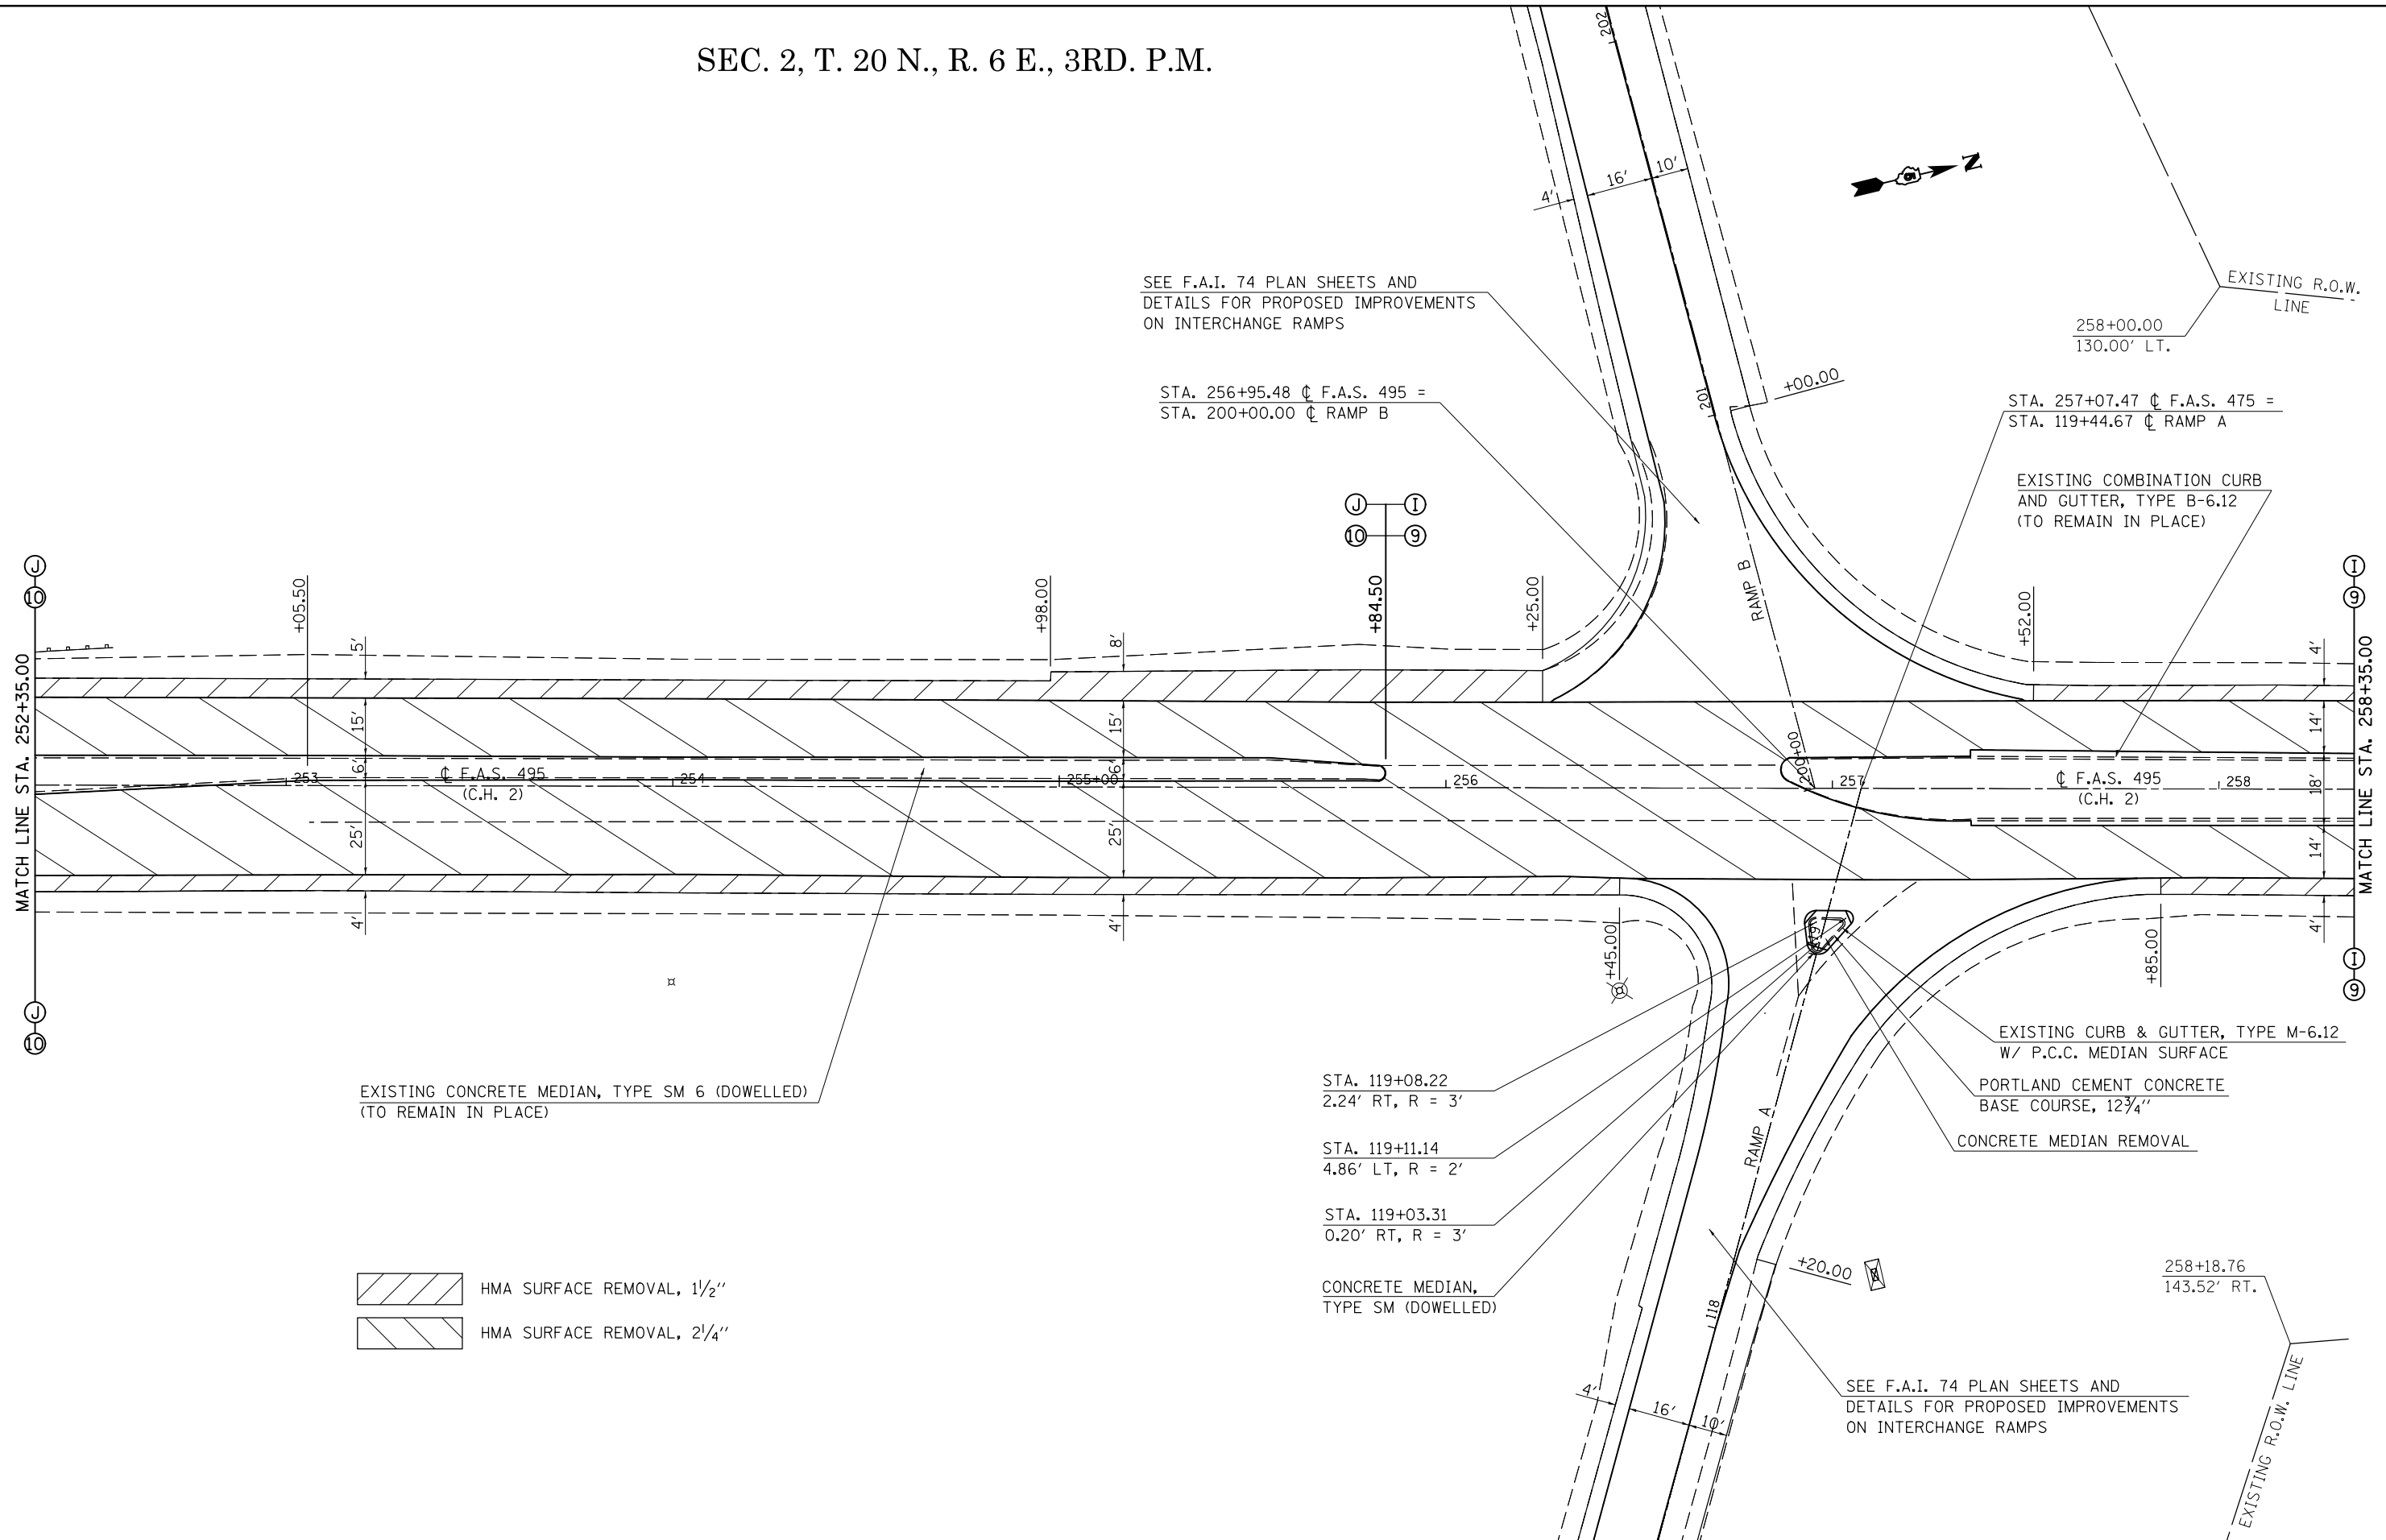 SEC. 2, T. 20 N., R. 6 E., 3RD. P.M.
202
16'
10'
4'
N
SEE F.A.I. 74 PLAN SHEETS AND
DETAILS FOR PROPOSED IMPROVEMENTS
ON INTERCHANGE RAMPS
EXISTING R.O.W.
LINE
258+00.00
130.00' LT.
201
+00.00
STA. 256+95.48 ℄ F.A.S. 495 =
STA. 200+00.00 ℄ RAMP B
STA. 257+07.47 ℄ F.A.S. 475 =
STA. 119+44.67 ℄ RAMP A
EXISTING COMBINATION CURB
AND GUTTER, TYPE B-6.12
(TO REMAIN IN PLACE)
J
10
J I
10 9
I
9
+05.50
+98.00
+84.50
+25.00
RAMP B
+52.00
MATCH LINE STA. 252+35.00
MATCH LINE STA. 258+35.00
5'
15'
6'
25'
4'
8'
15'
6'
25'
4'
4'
14'
18'
14'
4'
253
℄ F.A.S. 495
(C.H. 2)
254
255+00
256
200+00
257
℄ F.A.S. 495
(C.H. 2)
258
119
+45.00
+85.00
J
10
I
9
EXISTING CONCRETE MEDIAN, TYPE SM 6 (DOWELLED)
(TO REMAIN IN PLACE)
STA. 119+08.22
2.24' RT, R = 3'
STA. 119+11.14
4.86' LT, R = 2'
STA. 119+03.31
0.20' RT, R = 3'
CONCRETE MEDIAN,
TYPE SM (DOWELLED)
EXISTING CURB & GUTTER, TYPE M-6.12
W/ P.C.C. MEDIAN SURFACE
PORTLAND CEMENT CONCRETE
BASE COURSE, 12¾''
CONCRETE MEDIAN REMOVAL
RAMP A
118
+20.00
258+18.76
143.52' RT.
HMA SURFACE REMOVAL, 1½''
HMA SURFACE REMOVAL, 2¼''
4'
16'
10'
SEE F.A.I. 74 PLAN SHEETS AND
DETAILS FOR PROPOSED IMPROVEMENTS
ON INTERCHANGE RAMPS
EXISTING R.O.W. LINE